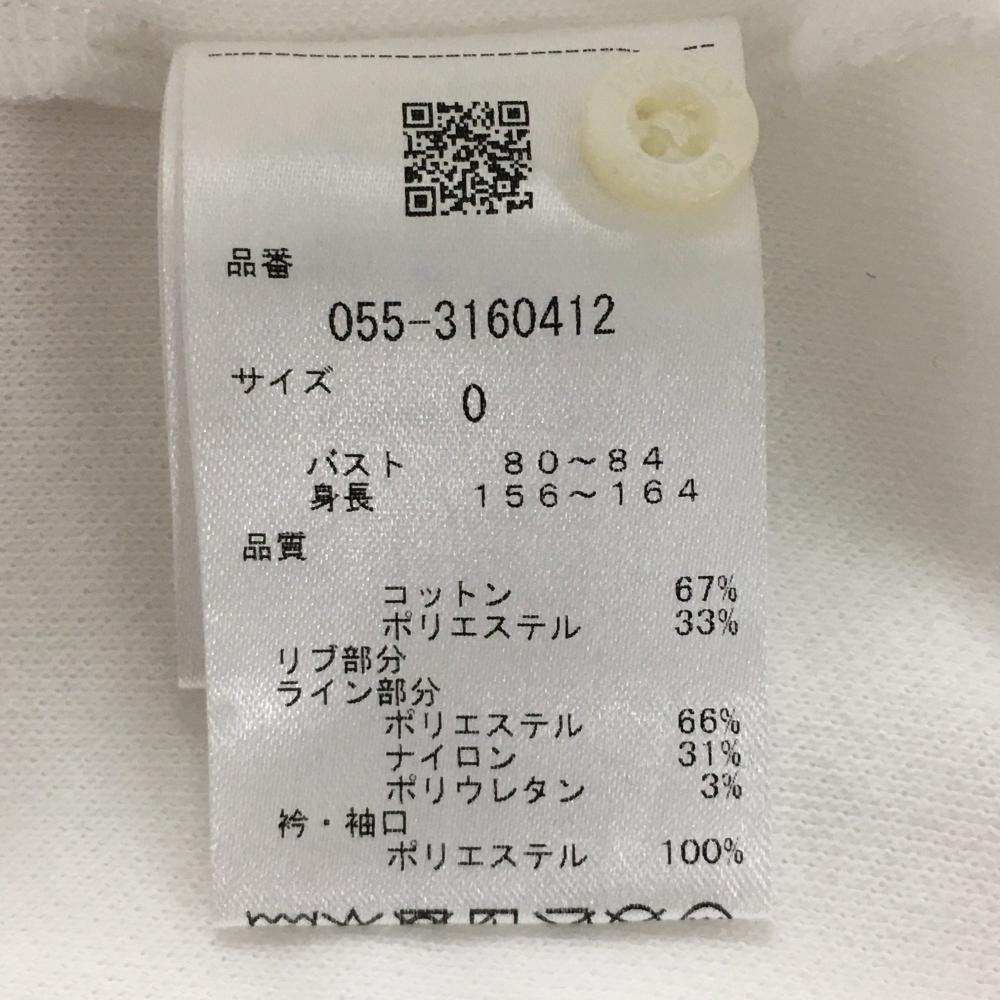 品番
055-3160412
サイズ
0
バスト 80～84
身長 156～164
品質
コットン 67%
ポリエステル 33%
リブ部分
ライン部分
ポリエステル 66%
ナイロン 31%
ポリウレタン 3%
衿・袖口
ポリエステル 100%